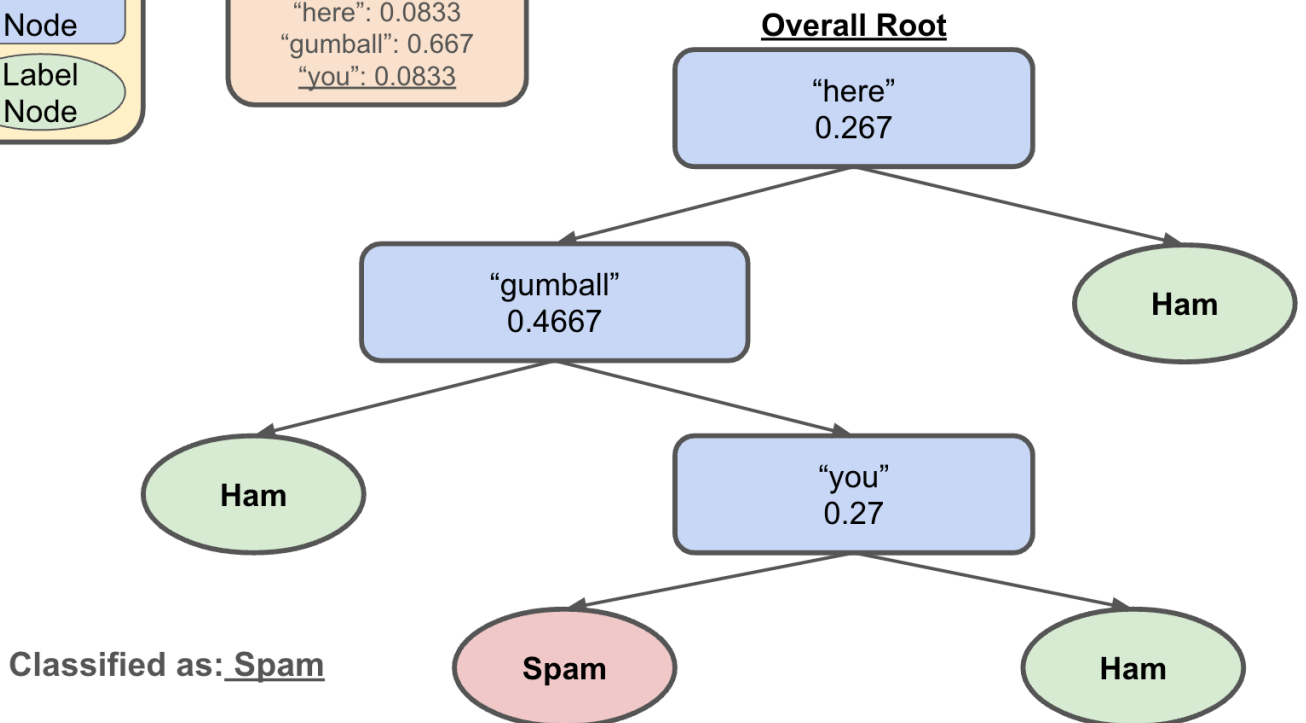 Node
Label
Node
“here”: 0.0833
“gumball”: 0.667
“you”: 0.0833
Overall Root
“here”
0.267
“gumball”
0.4667
Ham
Ham
“you”
0.27
Classified as: Spam
Spam
Ham